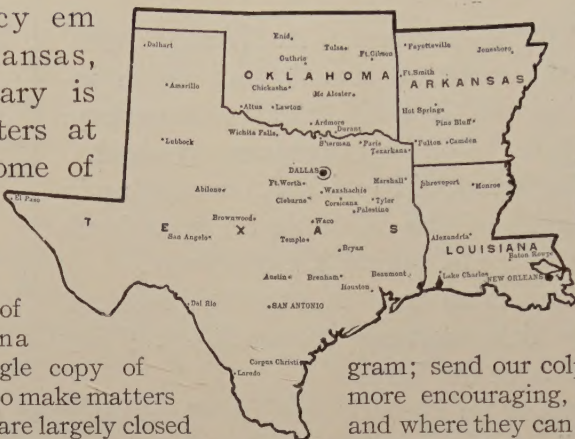 cy em
ansas,
ary is
ters at
ome of
Dalhart
Enid
Tulsa
Ft. Gibson
Fayetteville
Jonesboro
Guthrie
OKLAHOMA
Ft. Smith
ARKANSAS
Amarillo
Chickasha
Mc Alester
Altus
Lawton
Hot Springs
Pine Bluff
Ardmore
Durant
Wichita Falls
Sherman
Paris
Texarkana
Fulton
Camden
Lubbock
DALLAS
Ft. Worth
Marshall
Shreveport
Monroe
Abilene
Waxahachie
Cleburne
Corsicana
Tyler
Palestine
El Paso
Brownwood
Waco
TEXAS
San Angelo
Temple
Bryan
Alexandria
LOUISIANA
Baton Rouge
Austin
Brenham
Beaumont
Lake Charles
NEW ORLEANS
Houston
Del Rio
SAN ANTONIO
Corpus Christi
Laredo
of
na
gle copy of
o make matters
are largely closed
gram; send our colp
more encouraging,
and where they can